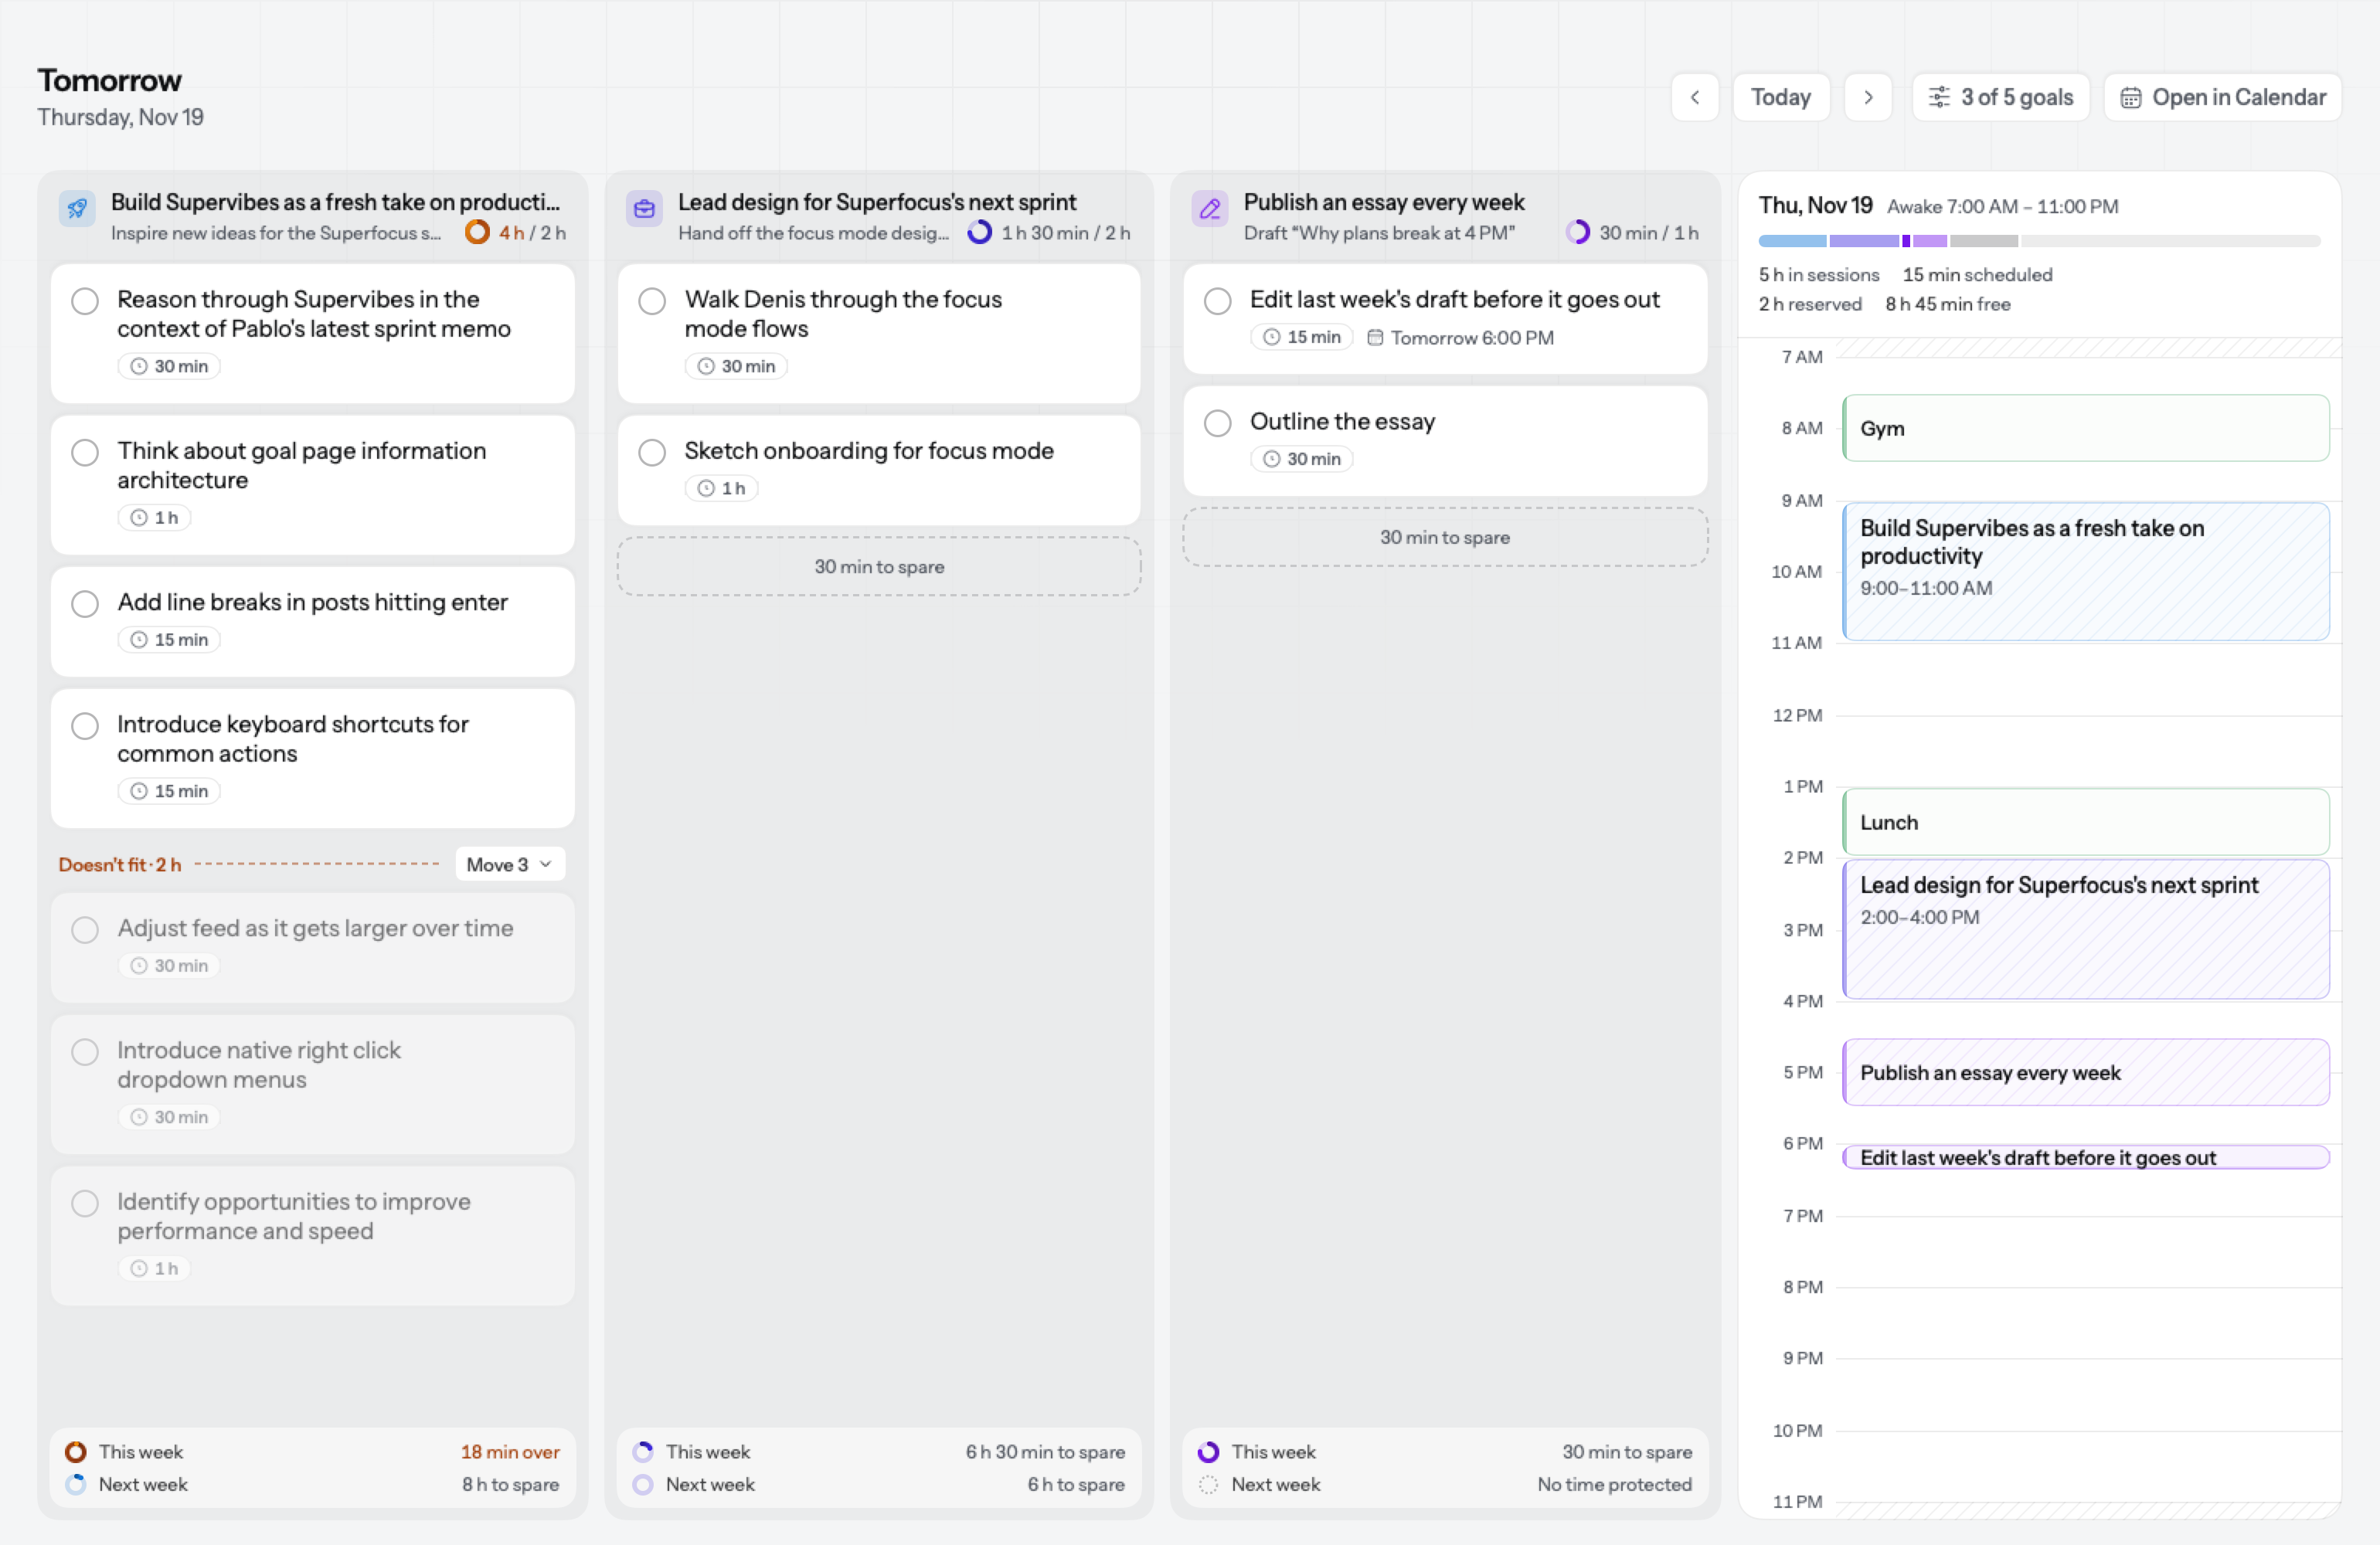 Tomorrow
Thursday, Nov 19
Today
3 of 5 goals
Open in Calendar
Build Supervibes as a fresh take on producti...
Inspire new ideas for the Superfocus s...
4 h / 2 h
Reason through Supervibes in the
context of Pablo's latest sprint memo
30 min
Think about goal page information
architecture
1 h
Add line breaks in posts hitting enter
15 min
Introduce keyboard shortcuts for
common actions
15 min
Doesn't fit · 2 h
Move 3
Adjust feed as it gets larger over time
30 min
Introduce native right click
dropdown menus
30 min
Identify opportunities to improve
performance and speed
1 h
This week
18 min over
Next week
8 h to spare
Lead design for Superfocus's next sprint
Hand off the focus mode desig...
1 h 30 min / 2 h
Walk Denis through the focus
mode flows
30 min
Sketch onboarding for focus mode
1 h
30 min to spare
This week
6 h 30 min to spare
Next week
6 h to spare
Publish an essay every week
Draft “Why plans break at 4 PM”
30 min / 1 h
Edit last week's draft before it goes out
15 min
Tomorrow 6:00 PM
Outline the essay
30 min
30 min to spare
This week
30 min to spare
Next week
No time protected
Thu, Nov 19 Awake 7:00 AM – 11:00 PM
5 h in sessions 15 min scheduled
2 h reserved 8 h 45 min free
7 AM
Gym
8 AM
9 AM
Build Supervibes as a fresh take on
productivity
10 AM
9:00–11:00 AM
11 AM
12 PM
1 PM
Lunch
2 PM
Lead design for Superfocus's next sprint
2:00–4:00 PM
3 PM
4 PM
5 PM
Publish an essay every week
6 PM
Edit last week's draft before it goes out
7 PM
8 PM
9 PM
10 PM
11 PM